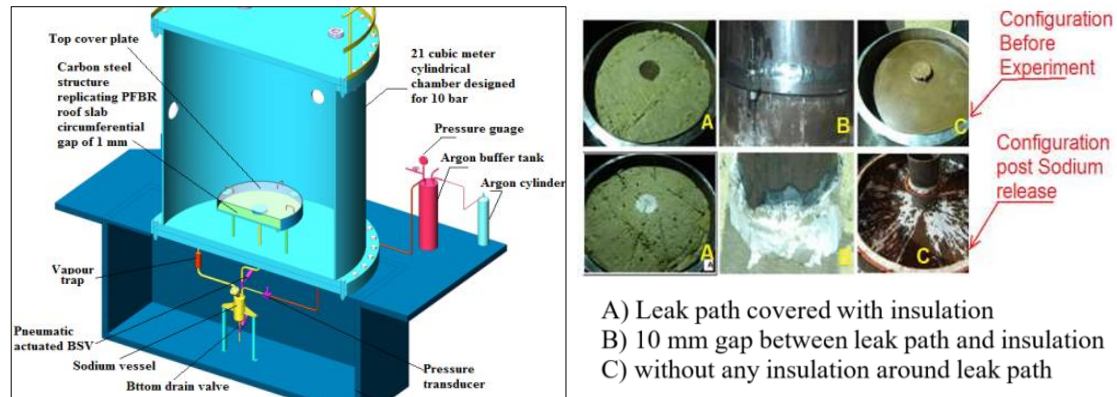 Top cover plate
Carbon steel
structure
replicating PFBR
roof slab
circumferential
gap of 1 mm
21 cubic meter
cylindrical
chamber designed
for 10 bar
Pressure guage
Argon buffer tank
Argon cylinder
Vapour
trap
Pneumatic
actuated BSV
Sodium vessel
Bttom drain valve
Pressure
transducer
A
B
C
Configuration
Before
Experiment
A
A
B
C
Configuration
post Sodium
release
A) Leak path covered with insulation
B) 10 mm gap between leak path and insulation
C) without any insulation around leak path